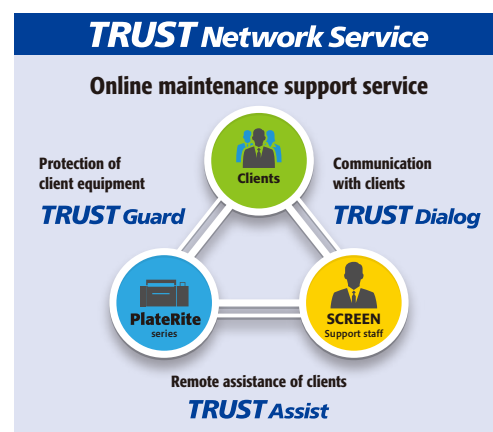 TRUST Network Service
Online maintenance support service
Clients
Protection of
client equipment
TRUST Guard
Communication
with clients
TRUST Dialog
PlateRite
series
SCREEN
Support staff
Remote assistance of clients
TRUST Assist